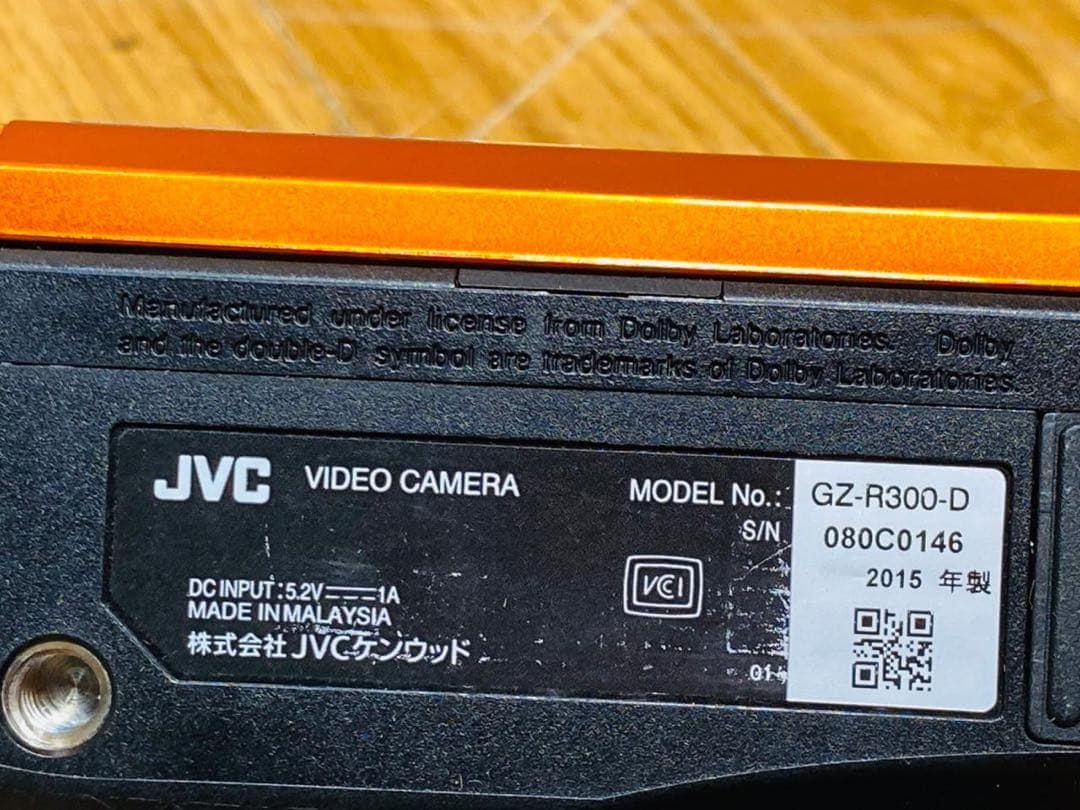 Manufactured under license from Dolby Laboratories. Dolby
and the double-D symbol are trademarks of Dolby Laboratories.
JVC VIDEO CAMERA MODEL No.: GZ-R300-D
S/N 080C0146
2015 年製
DC INPUT : 5.2V⎓1A
MADE IN MALAYSIA
株式会社 JVCケンウッド
VCI
01